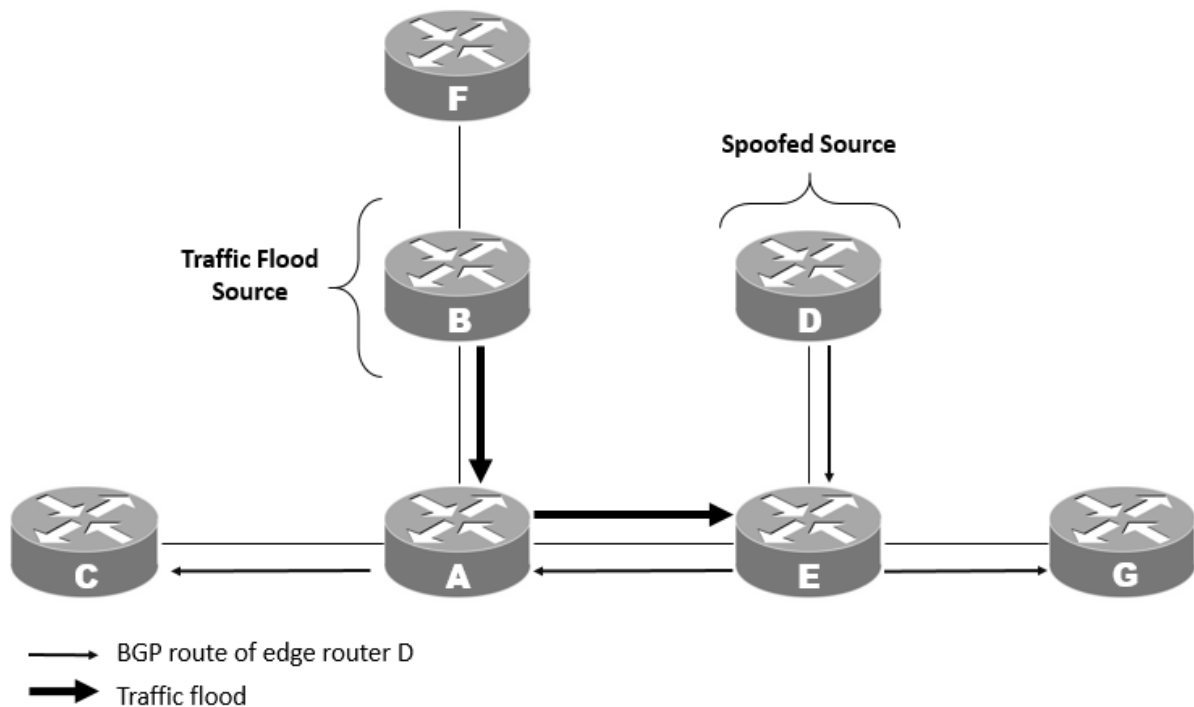 F
Spoofed Source
Traffic Flood
Source
B
D
C
A
E
G
BGP route of edge router D
Traffic flood